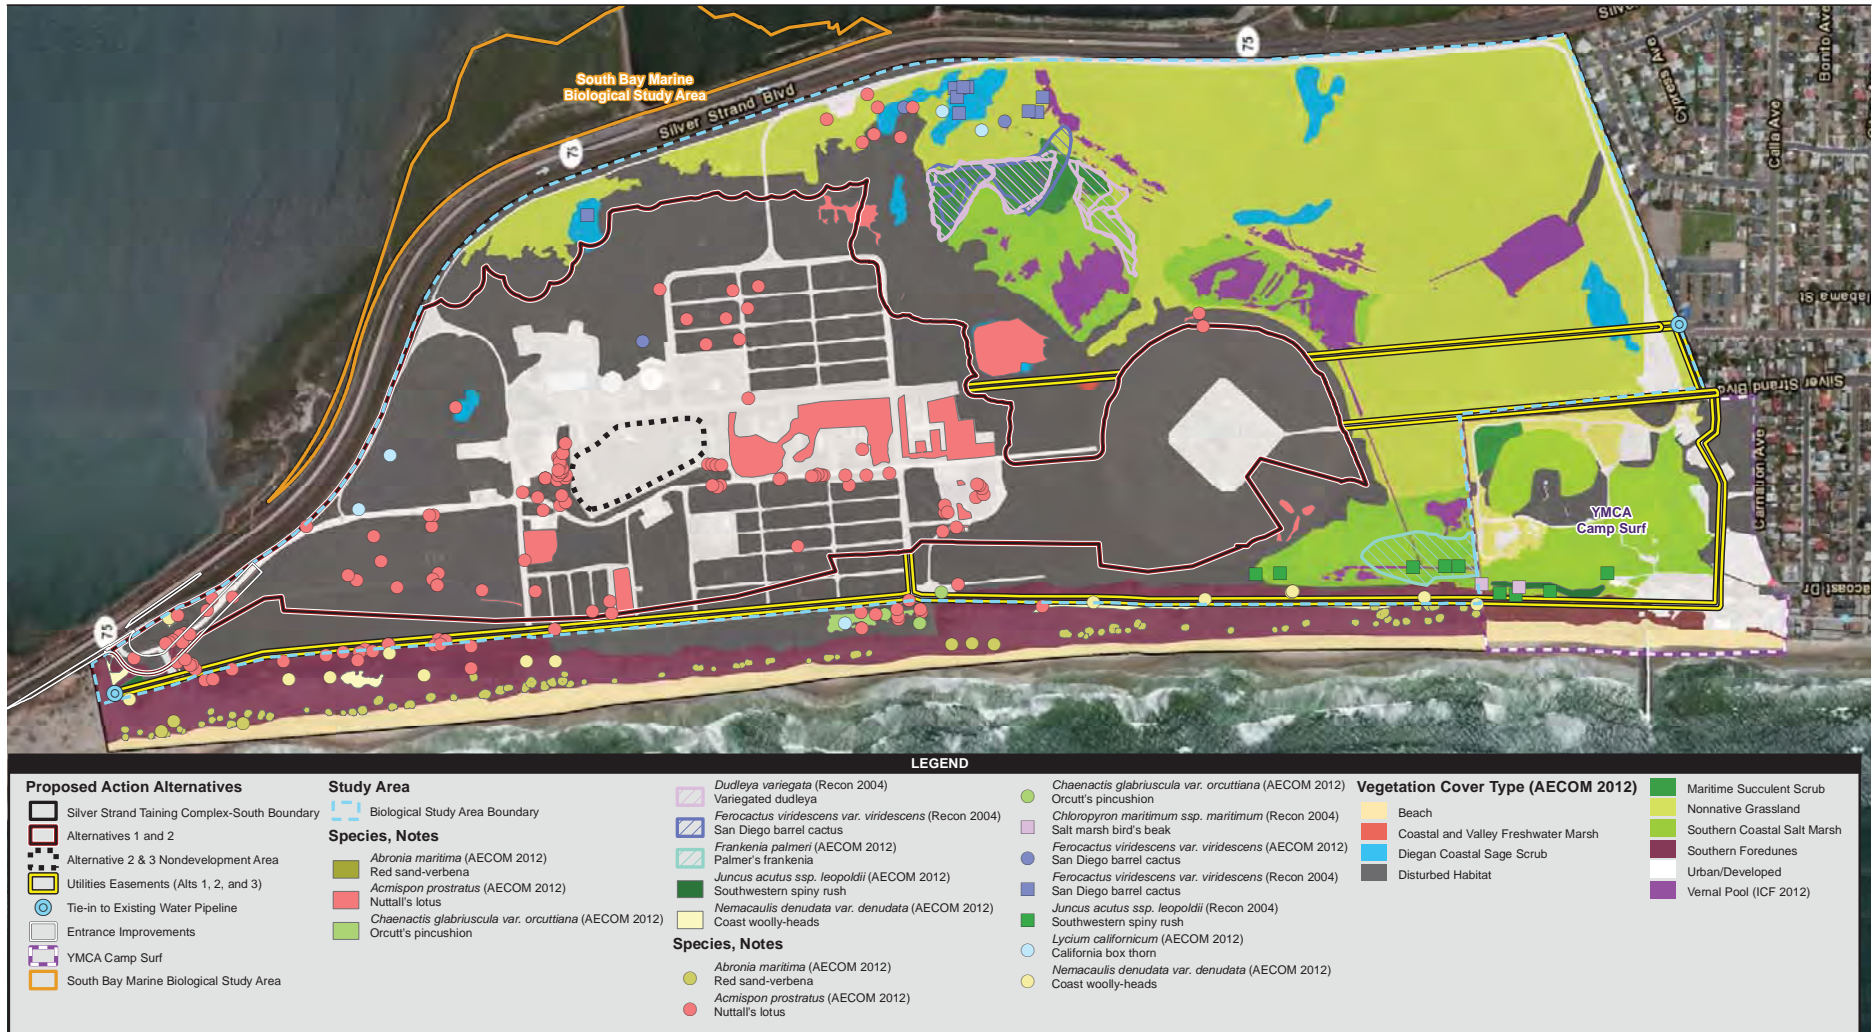 South Bay Marine
Biological Study Area
Silver Strand Blvd
75
75
75
Silver
Cypress Ave
Bonito Ave
Calla Ave
labama St
Silver Strand Blvd
Carnation Ave
YMCA
Camp Surf
acoast Dr
LEGEND
Proposed Action Alternatives
Silver Strand Taining Complex-South Boundary
Alternatives 1 and 2
Alternative 2 & 3 Nondevelopment Area
Utilities Easements (Alts 1, 2, and 3)
Tie-in to Existing Water Pipeline
Entrance Improvements
YMCA Camp Surf
South Bay Marine Biological Study Area
Study Area
Biological Study Area Boundary
Species, Notes
Abronia maritima (AECOM 2012)
Red sand-verbena
Acmispon prostratus (AECOM 2012)
Nuttall's lotus
Chaenactis glabriuscula var. orcuttiana (AECOM 2012)
Orcutt's pincushion
Dudleya variegata (Recon 2004)
Variegated dudleya
Ferocactus viridescens var. viridescens (Recon 2004)
San Diego barrel cactus
Frankenia palmeri (AECOM 2012)
Palmer's frankenia
Juncus acutus ssp. leopoldii (AECOM 2012)
Southwestern spiny rush
Nemacaulis denudata var. denudata (AECOM 2012)
Coast woolly-heads
Species, Notes
Abronia maritima (AECOM 2012)
Red sand-verbena
Acmispon prostratus (AECOM 2012)
Nuttall's lotus
Chaenactis glabriuscula var. orcuttiana (AECOM 2012)
Orcutt's pincushion
Chloropyron maritimum ssp. maritimum (Recon 2004)
Salt marsh bird's beak
Ferocactus viridescens var. viridescens (AECOM 2012)
San Diego barrel cactus
Ferocactus viridescens var. viridescens (Recon 2004)
San Diego barrel cactus
Juncus acutus ssp. leopoldii (Recon 2004)
Southwestern spiny rush
Lycium californicum (AECOM 2012)
California box thorn
Nemacaulis denudata var. denudata (AECOM 2012)
Coast woolly-heads
Vegetation Cover Type (AECOM 2012)
Beach
Coastal and Valley Freshwater Marsh
Diegan Coastal Sage Scrub
Disturbed Habitat
Maritime Succulent Scrub
Nonnative Grassland
Southern Coastal Salt Marsh
Southern Foredunes
Urban/Developed
Vernal Pool (ICF 2012)